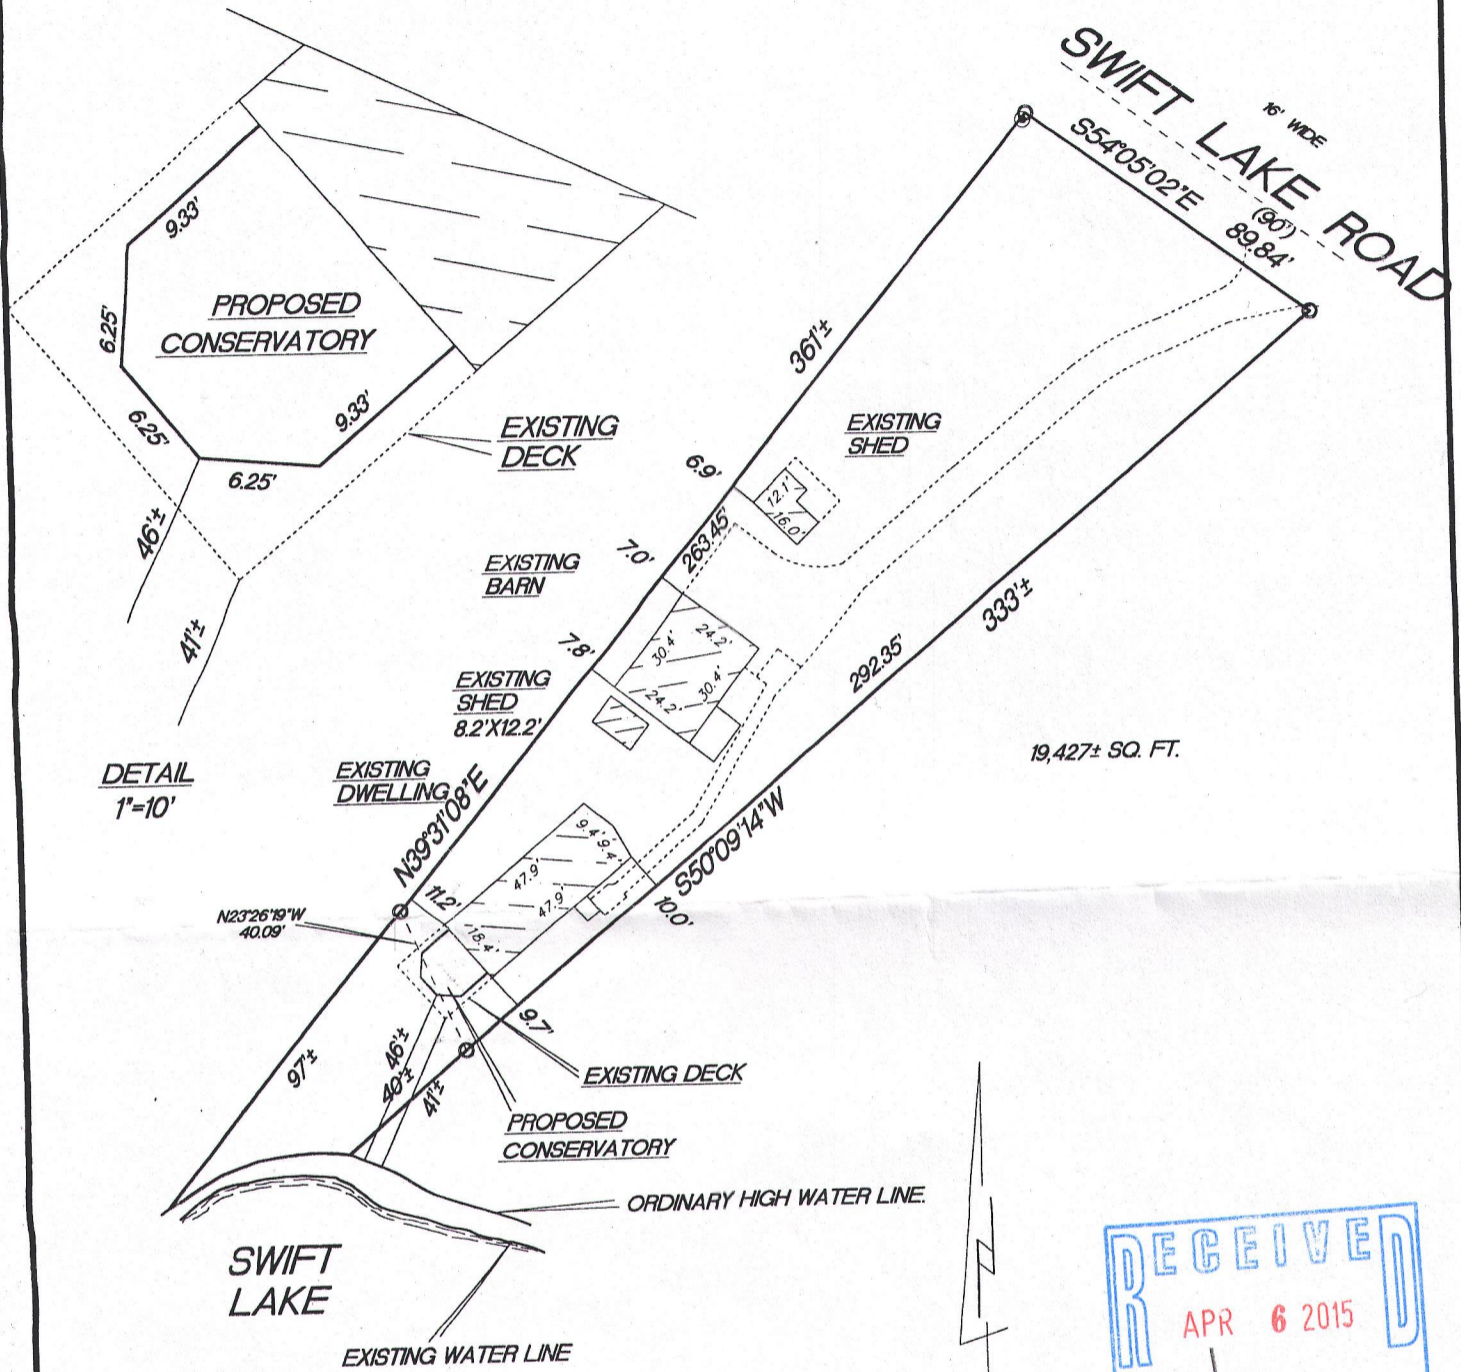 SWIFT LAKE ROAD
16' WIDE
S54°05'02"E
(90')
89.84'
9.33'
PROPOSED
CONSERVATORY
6.25'
6.25'
9.33'
6.25'
EXISTING
DECK
46'±
41'±
DETAIL
1"=10'
361'±
EXISTING
SHED
6.9'
12.1'
16.0'
263.45'
7.0'
EXISTING
BARN
24.2'
30.4'
30.4'
24.2'
7.8'
EXISTING
SHED
8.2'X12.2'
333'±
292.35'
19,427± SQ. FT.
EXISTING
DWELLING
N39°31'08"E
S50°09'14"W
9.4'
9.4'
47.9'
47.9'
11.2'
18.4'
10.0'
N23°26'19"W
40.09'
9.7'
97'±
46'±
40'±
41'±
EXISTING DECK
PROPOSED
CONSERVATORY
ORDINARY HIGH WATER LINE.
SWIFT
LAKE
EXISTING WATER LINE
RECEIVED
APR 6 2015